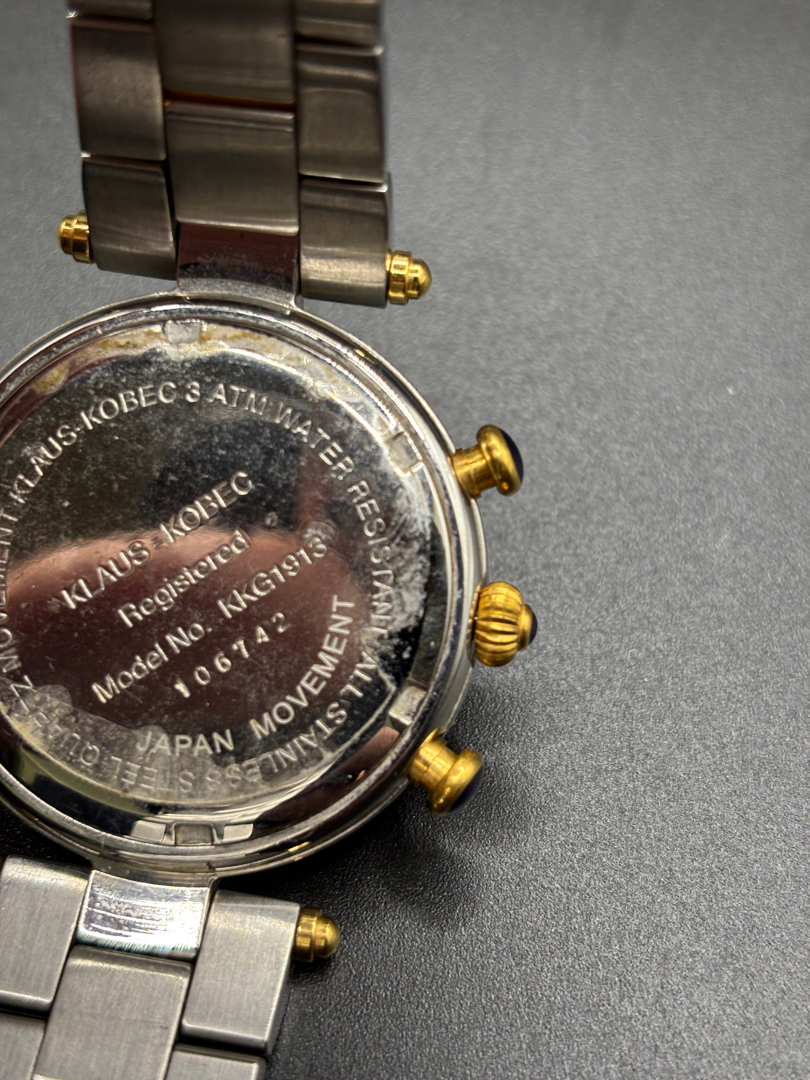 KLAUS-KOBEC 3 ATM WATER RESISTANT ALL STAINLESS STEEL QUARTZ MOVEMENT
KLAUS-KOBEC
Registered
Model No. KKG1913
106742
JAPAN MOVEMENT